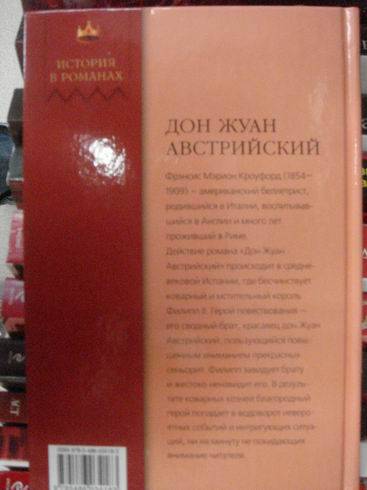 ИСТОРИЯ
В РОМАНАХ
ДОН ЖУАН
АВСТРИЙСКИЙ
Фрэнсис Мэрион Кроуфорд (1854–
1909) – американский беллетрист,
родившийся в Италии, воспитывав-
шийся в Англии и много лет
проживший в Риме.
Действие романа «Дон Жуан
Австрийский» происходит в средне-
вековой Испании, где бесчинствует
коварный и мстительный король
Филипп II. Герой повествования –
его сводный брат, красавец дон Жуан
Австрийский, пользующийся повы-
шенным вниманием прекрасных
сеньорит. Филипп завидует брату
и жестоко ненавидит его. В резуль-
тате коварных козней благородный
герой попадает в водоворот неверо-
ятных событий и интригующих ситуа-
ций, ни на минуту не покидающих
внимание читателя.